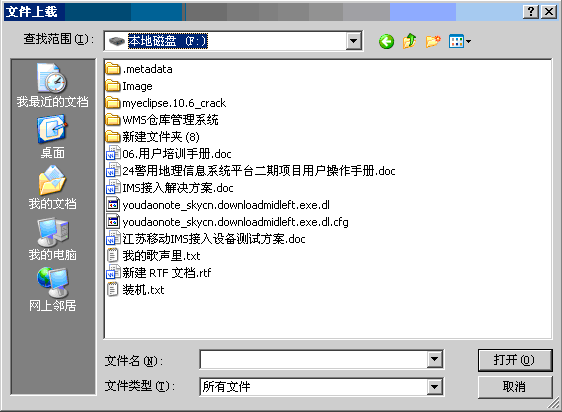 文件上载
查找范围(I):
本地磁盘 (F:)
我最近的文档
桌面
我的文档
我的电脑
网上邻居
.metadata
Image
myeclipse.10.6_crack
WMS仓库管理系统
新建文件夹 (8)
06.用户培训手册.doc
24警用地理信息系统平台二期项目用户操作手册.doc
IMS接入解决方案.doc
youdaonote_skycn.downloadmidleft.exe.dl
youdaonote_skycn.downloadmidleft.exe.dl.cfg
江苏移动IMS接入设备测试方案.doc
我的歌声里.txt
新建 RTF 文档.rtf
装机.txt
文件名(N):
打开(O)
文件类型(T):
所有文件
取消